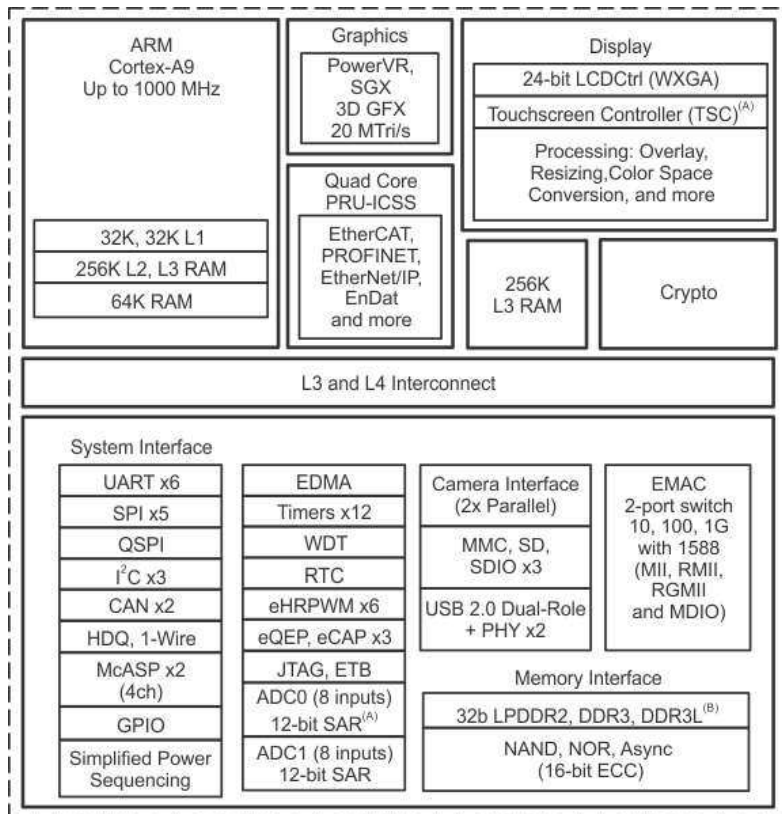 ARM
Cortex-A9
Up to 1000 MHz
32K, 32K L1
256K L2, L3 RAM
64K RAM
Graphics
PowerVR,
SGX
3D GFX
20 MTri/s
Quad Core
PRU-ICSS
EtherCAT,
PROFINET,
EtherNet/IP,
EnDat
and more
Display
24-bit LCDCtrl (WXGA)
Touchscreen Controller (TSC)(A)
Processing: Overlay,
Resizing,Color Space
Conversion, and more
256K
L3 RAM
Crypto
L3 and L4 Interconnect
System Interface
UART x6
SPI x5
QSPI
I2C x3
CAN x2
HDQ, 1-Wire
McASP x2
(4ch)
GPIO
Simplified Power
Sequencing
EDMA
Timers x12
WDT
RTC
eHRPWM x6
eQEP, eCAP x3
JTAG, ETB
ADC0 (8 inputs)
12-bit SAR(A)
ADC1 (8 inputs)
12-bit SAR
Camera Interface
(2x Parallel)
MMC, SD,
SDIO x3
USB 2.0 Dual-Role
+ PHY x2
EMAC
2-port switch
10, 100, 1G
with 1588
(MII, RMII,
RGMII
and MDIO)
Memory Interface
32b LPDDR2, DDR3, DDR3L(B)
NAND, NOR, Async
(16-bit ECC)